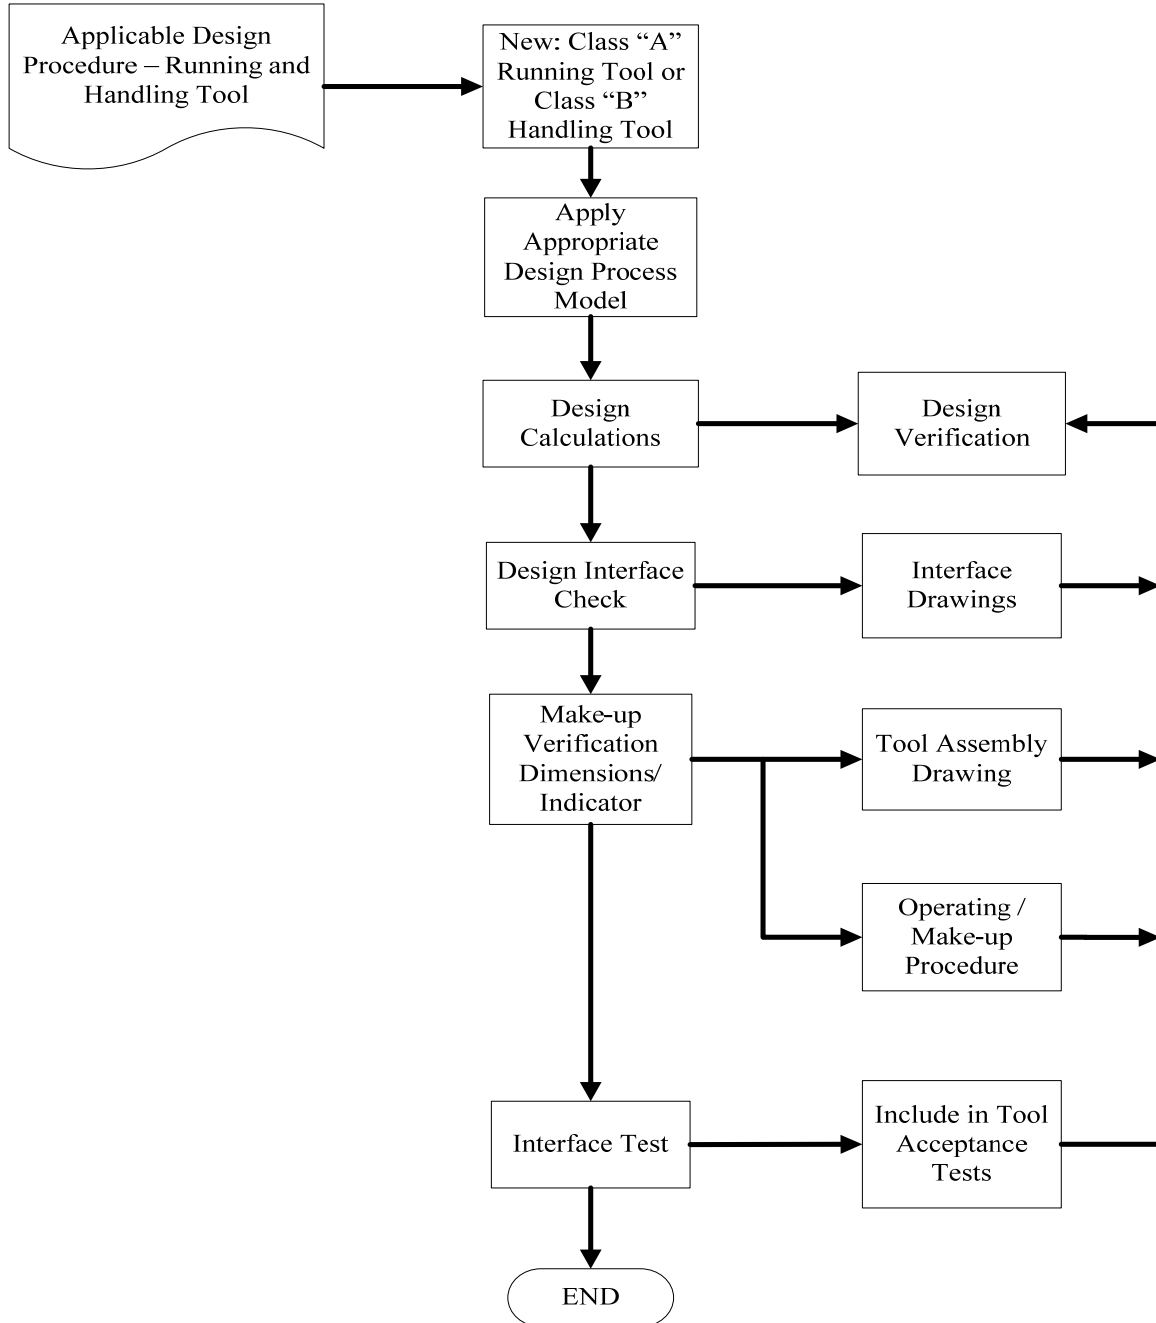 Applicable Design
Procedure – Running and
Handling Tool
New: Class “A”
Running Tool or
Class “B”
Handling Tool
Apply
Appropriate
Design Process
Model
Design
Calculations
Design
Verification
Design Interface
Check
Interface
Drawings
Make-up
Verification
Dimensions/
Indicator
Tool Assembly
Drawing
Operating /
Make-up
Procedure
Interface Test
Include in Tool
Acceptance
Tests
END